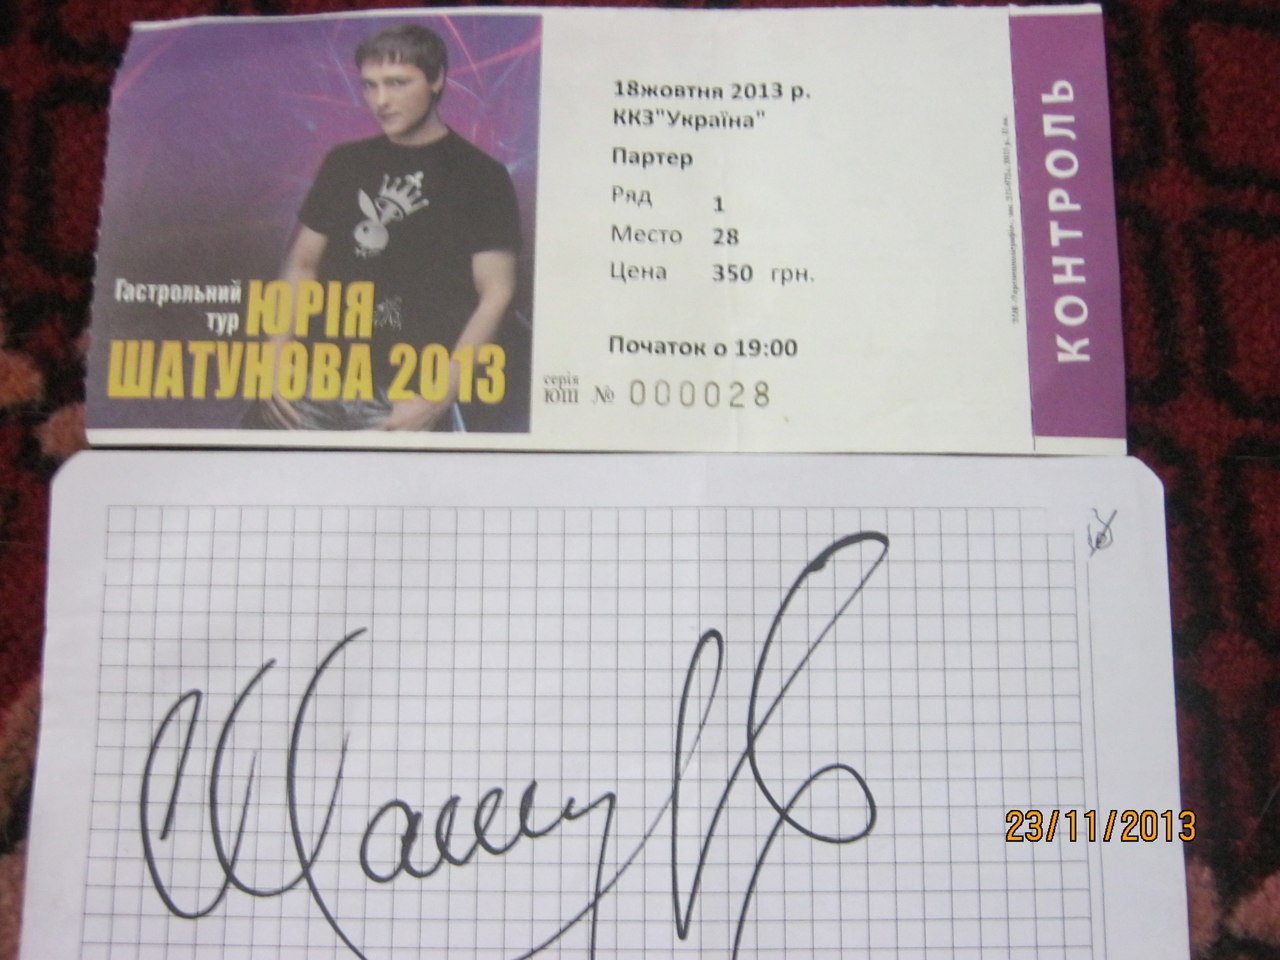 Гастрольний
тур ЮРІЯ
ШАТУНОВА 2013
18жовтня 2013 р.
ККЗ"Україна"
Партер
Ряд 1
Место 28
Цена 350 грн.
Початок о 19:00
серія
ЮШ № 000028
КОНТРОЛЬ
23/11/2013